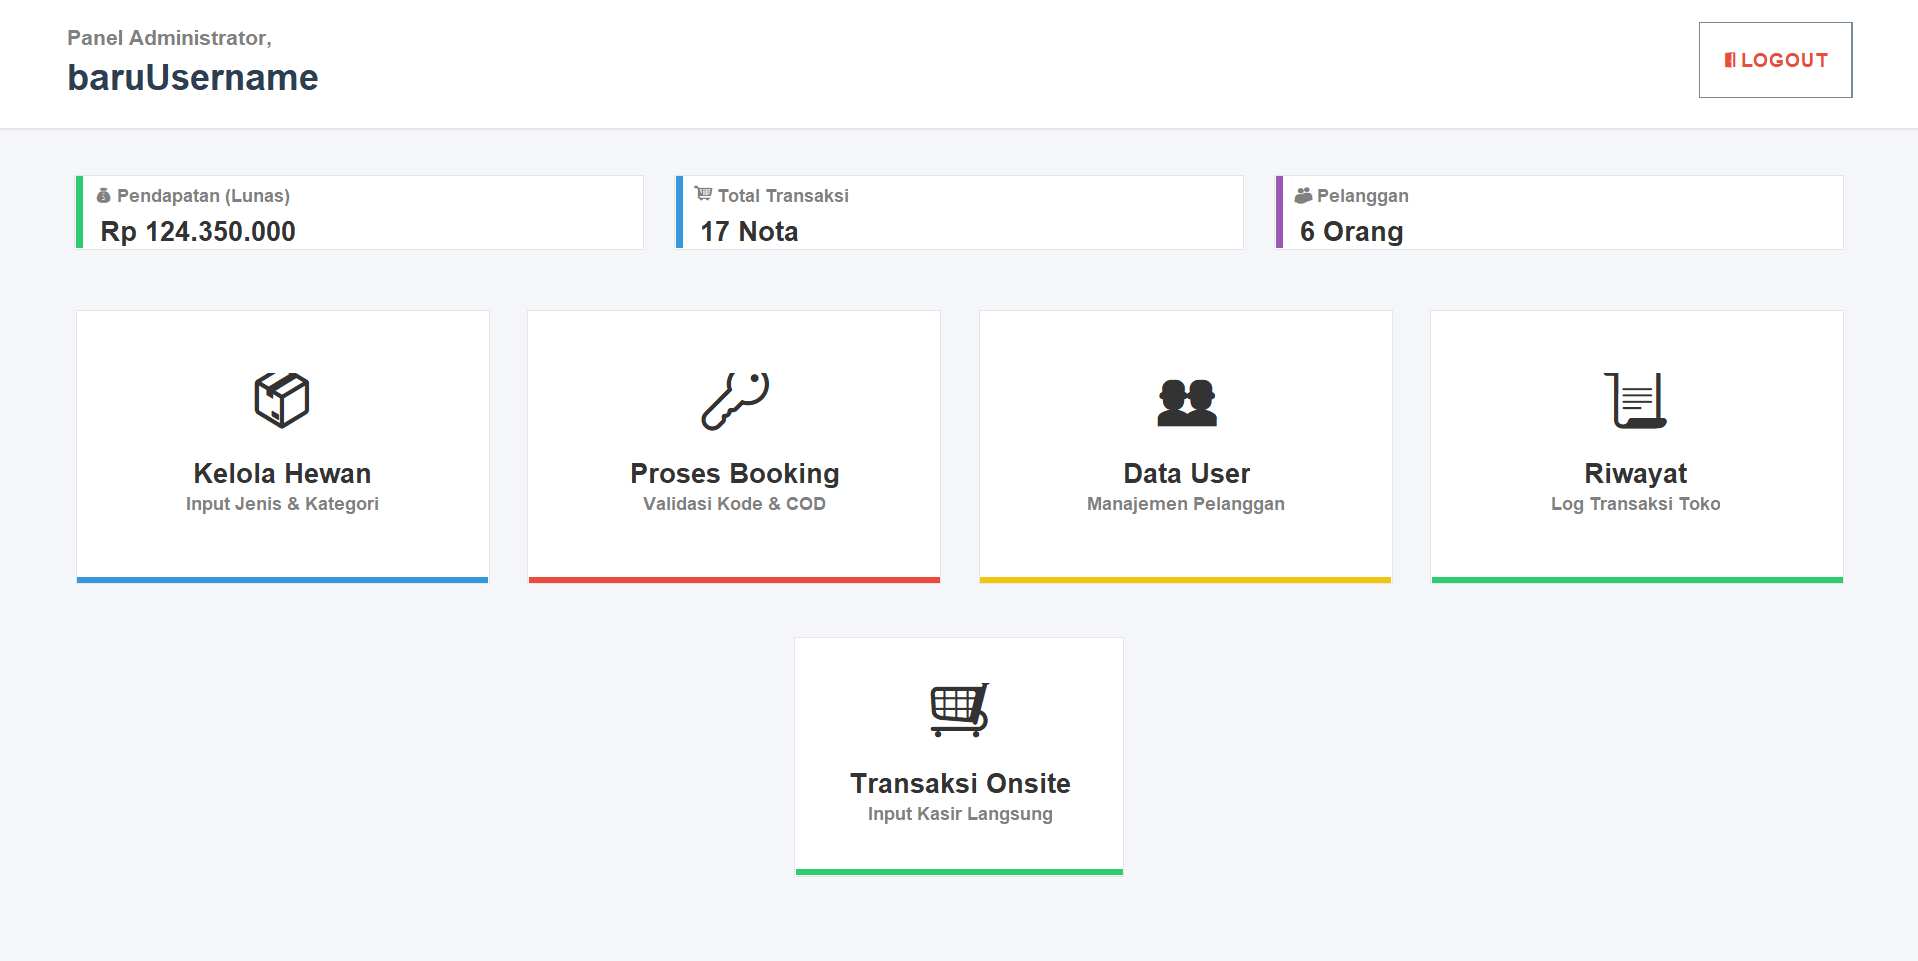 Panel Administrator,
baruUsername
LOGOUT
Pendapatan (Lunas)
Rp 124.350.000
Total Transaksi
17 Nota
Pelanggan
6 Orang
Kelola Hewan
Input Jenis & Kategori
Proses Booking
Validasi Kode & COD
Data User
Manajemen Pelanggan
Riwayat
Log Transaksi Toko
Transaksi Onsite
Input Kasir Langsung